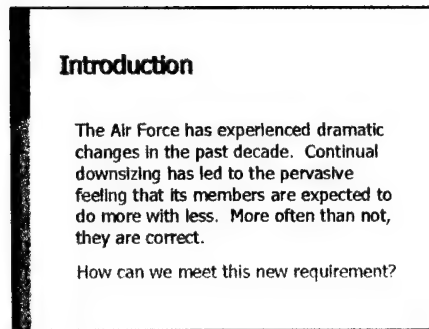 Introduction
The Air Force has experienced dramatic
changes in the past decade.  Continual
downsizing has led to the pervasive
feeling that its members are expected to
do more with less.  More often than not,
they are correct.
How can we meet this new requirement?